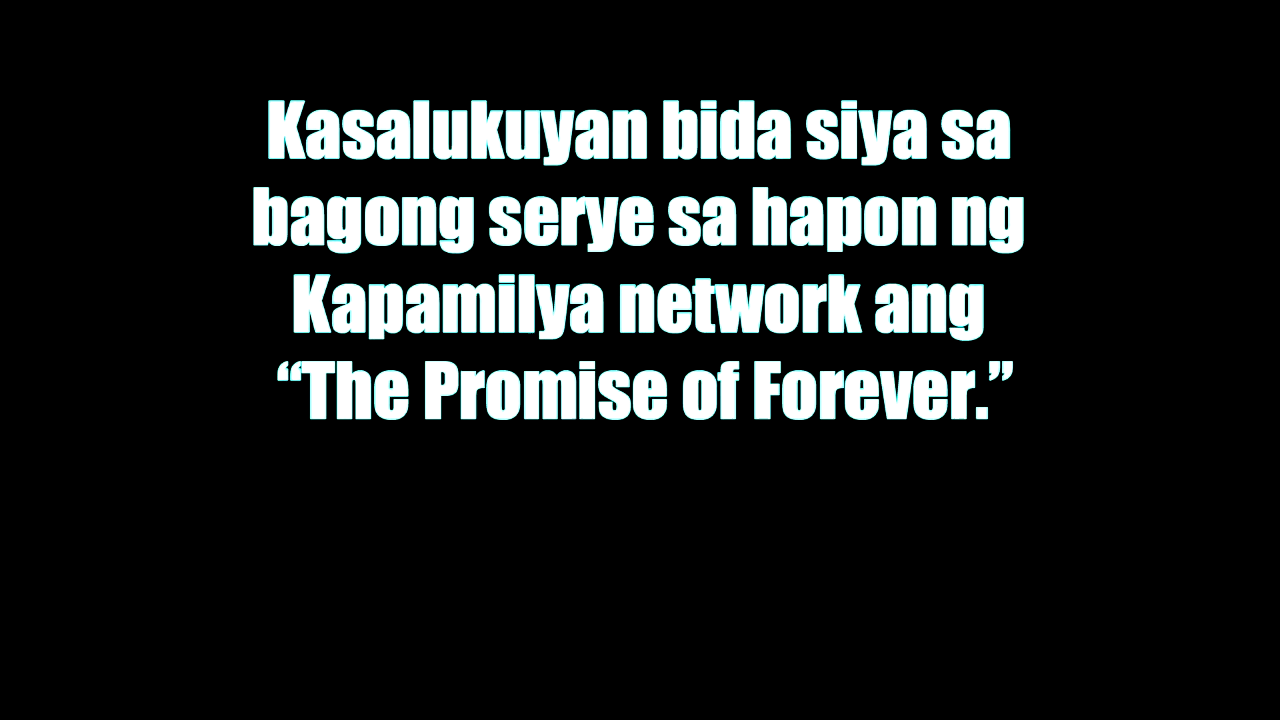 Kasalukuyan bida siya sa
bagong serye sa hapon ng
Kapamilya network ang
“The Promise of Forever.”